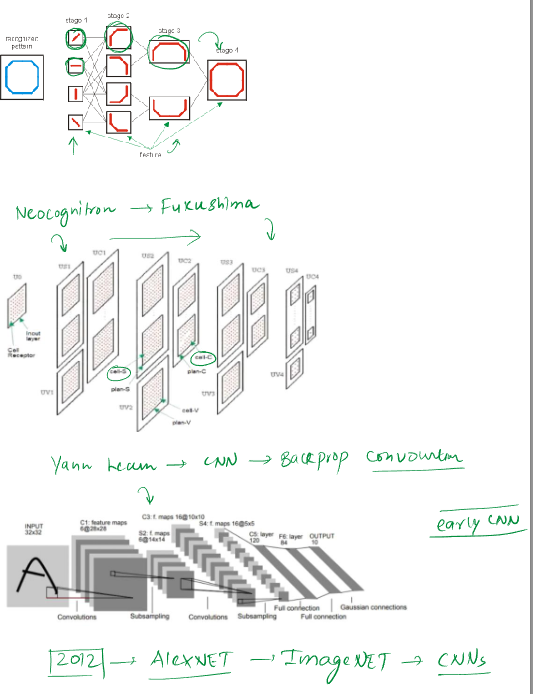 stage 1 stage 2 stage 3
stage 4
recognized
pattern
feature
Neocognitron → Fukushima
U0 US1 UC1 US2 UC2 US3 UC3 US4 UC4
Input
layer
Cell
Receptor
UV1
cell-S
plan-S
UV2
cell-C
plan-C
cell-V
plan-V
UV3
UV4
Yann Lecun → CNN → Backprop convolution
early CNN
INPUT
32x32
C1: feature maps
6@28x28
S2: f. maps
6@14x14
C3: f. maps 16@10x10
S4: f. maps 16@5x5
C5: layer
120
F6: layer
84
OUTPUT
10
Convolutions Subsampling Convolutions Subsampling Full connection Full connection Gaussian connections
2012 → AlexNET → ImageNET → CNNs